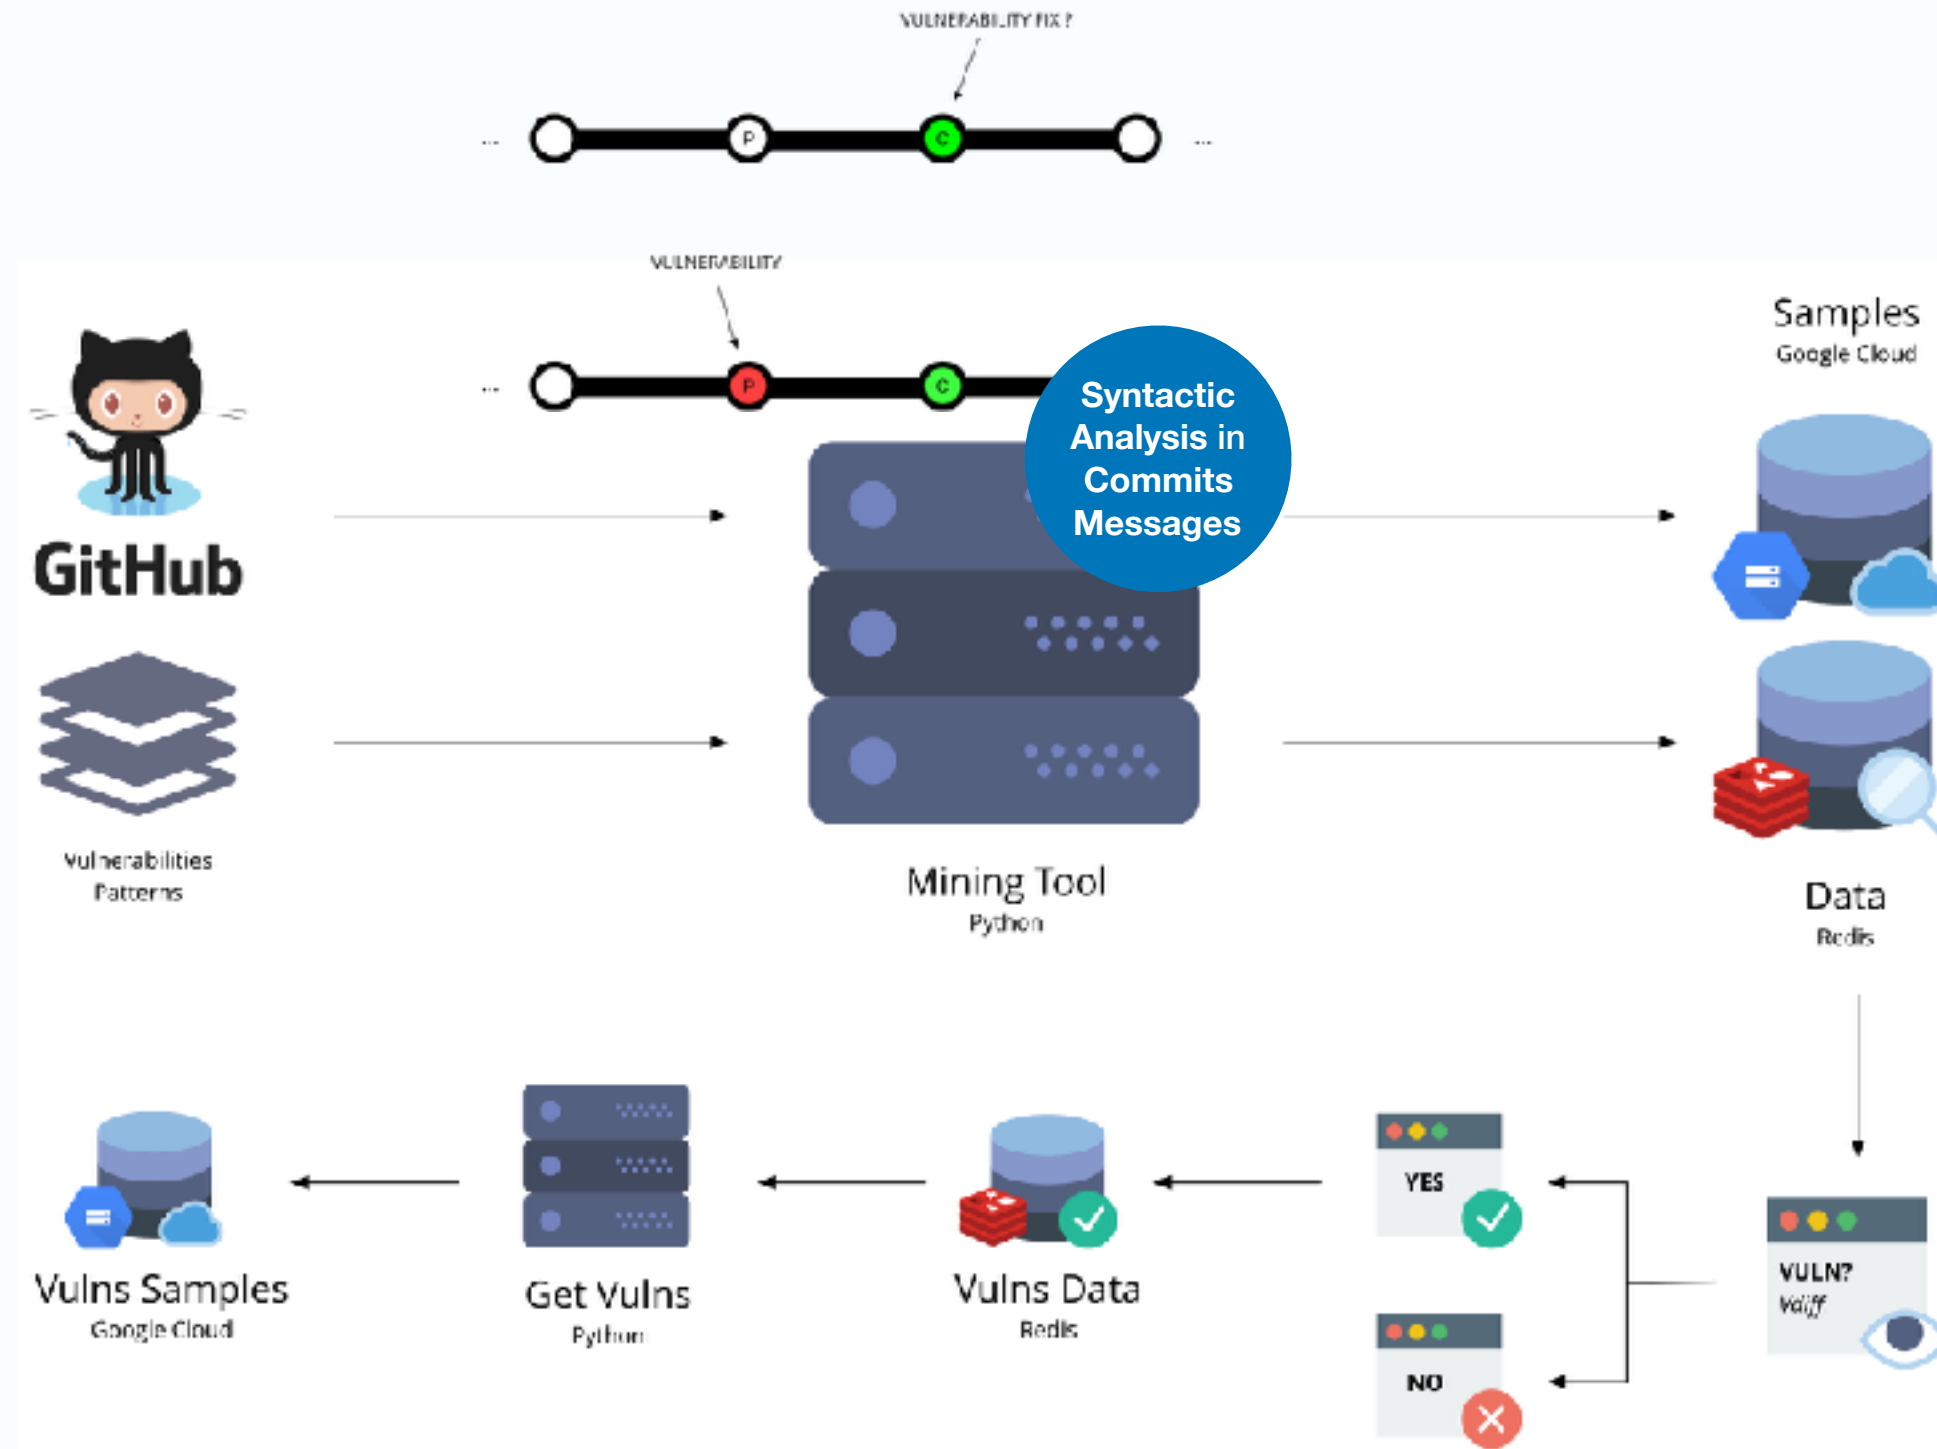 VULNERABILITY FIX ?
...
P
C
...
VULNERABILITY
...
P
C
Syntactic
Analysis in
Commits
Messages
GitHub
Vulnerabilities
Patterns
Mining Tool
Python
Samples
Google Cloud
Data
Redis
VULN?
Vdiff
YES
NO
Vulns Data
Redis
Get Vulns
Python
Vulns Samples
Google Cloud